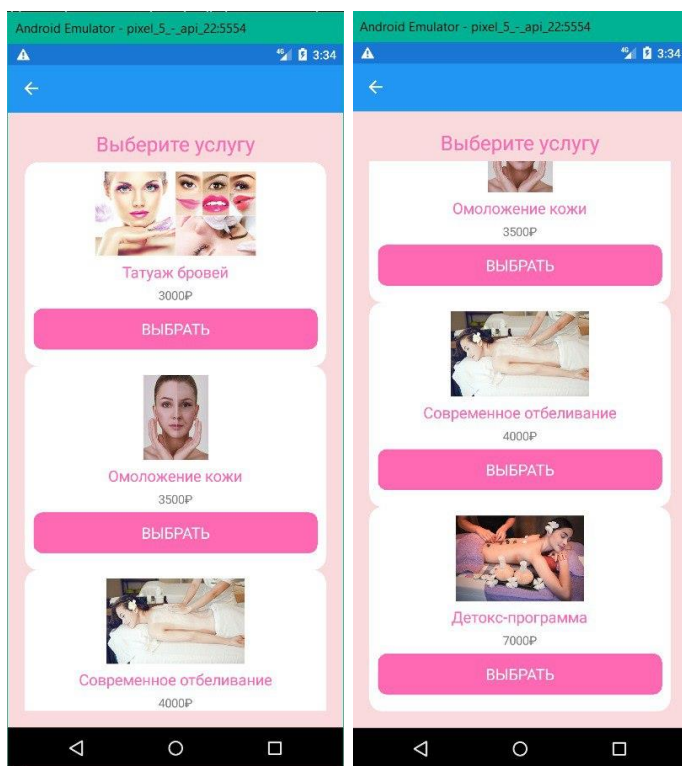 Android Emulator - pixel_5_-_api_22:5554
3:34
Выберите услугу
Татуаж бровей
3000₽
ВЫБРАТЬ
Омоложение кожи
3500₽
ВЫБРАТЬ
Современное отбеливание
4000₽
Android Emulator - pixel_5_-_api_22:5554
3:34
Выберите услугу
Омоложение кожи
3500₽
ВЫБРАТЬ
Современное отбеливание
4000₽
ВЫБРАТЬ
Детокс-программа
7000₽
ВЫБРАТЬ